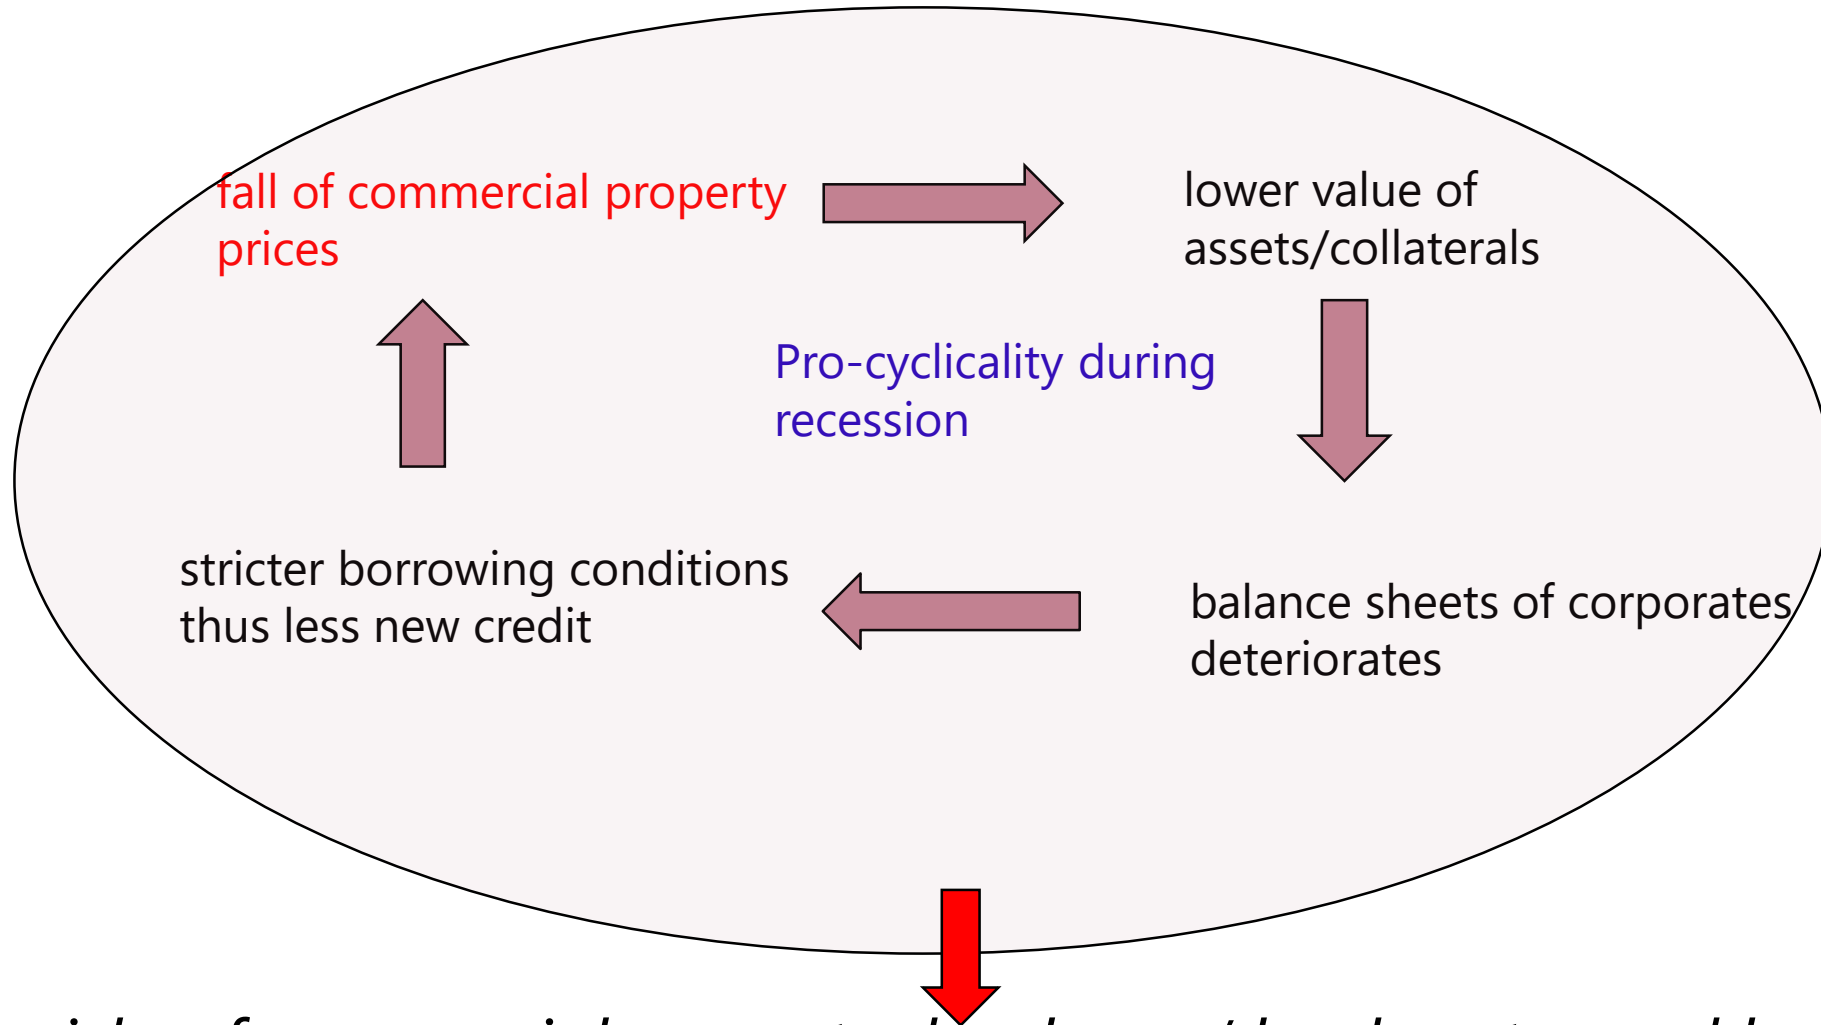 fall of commercial property
prices
lower value of
assets/collaterals
Pro-cyclicality during
recession
stricter borrowing conditions
thus less new credit
balance sheets of corporates
deteriorates